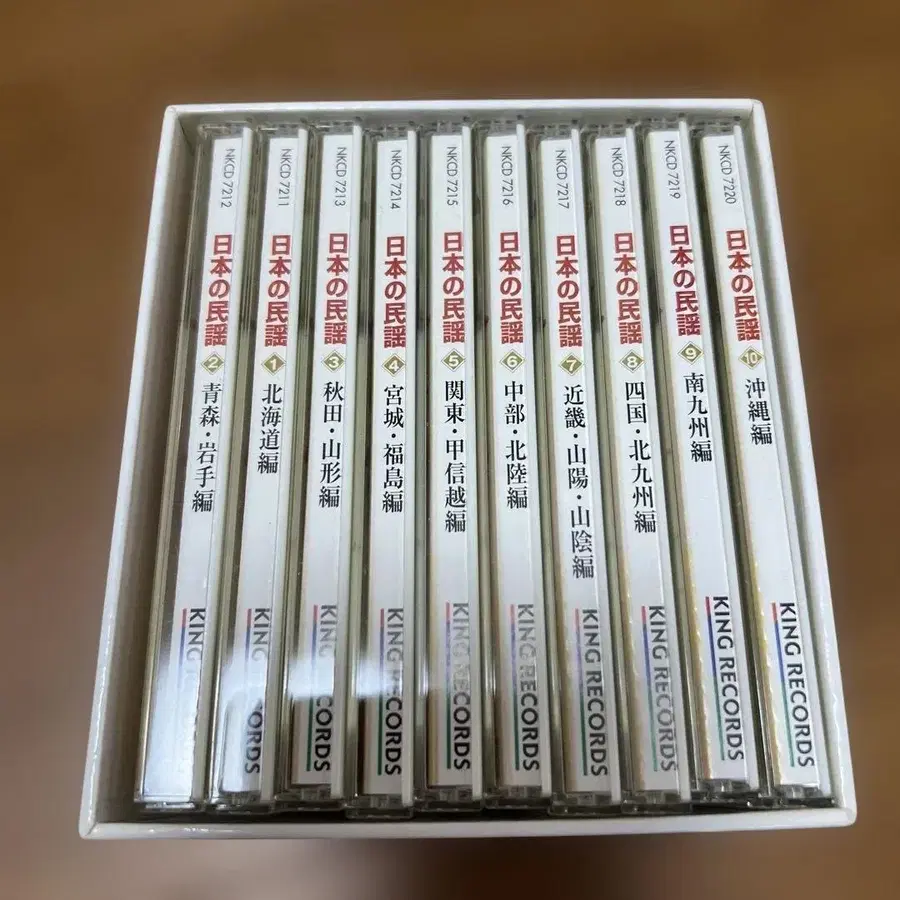 NKCD 7212 日本の民謡 2 青森・岩手編 KING
NKCD 7211 日本の民謡 1 北海道編 KING RECORDS
NKCD 7213 日本の民謡 3 秋田・山形編 KING RECORDS
NKCD 7214 日本の民謡 4 宮城・福島編 KING RECORDS
NKCD 7215 日本の民謡 5 関東・甲信越編 KING RECORDS
NKCD 7216 日本の民謡 6 中部・北陸編 KING RECORDS
NKCD 7217 日本の民謡 7 近畿・山陽・山陰編 KING RECORDS
NKCD 7218 日本の民謡 8 四国・北九州編 KING RECORDS
NKCD 7219 日本の民謡 9 南九州編 KING RECORDS
NKCD 7220 日本の民謡 10 沖縄編 KING RECORDS